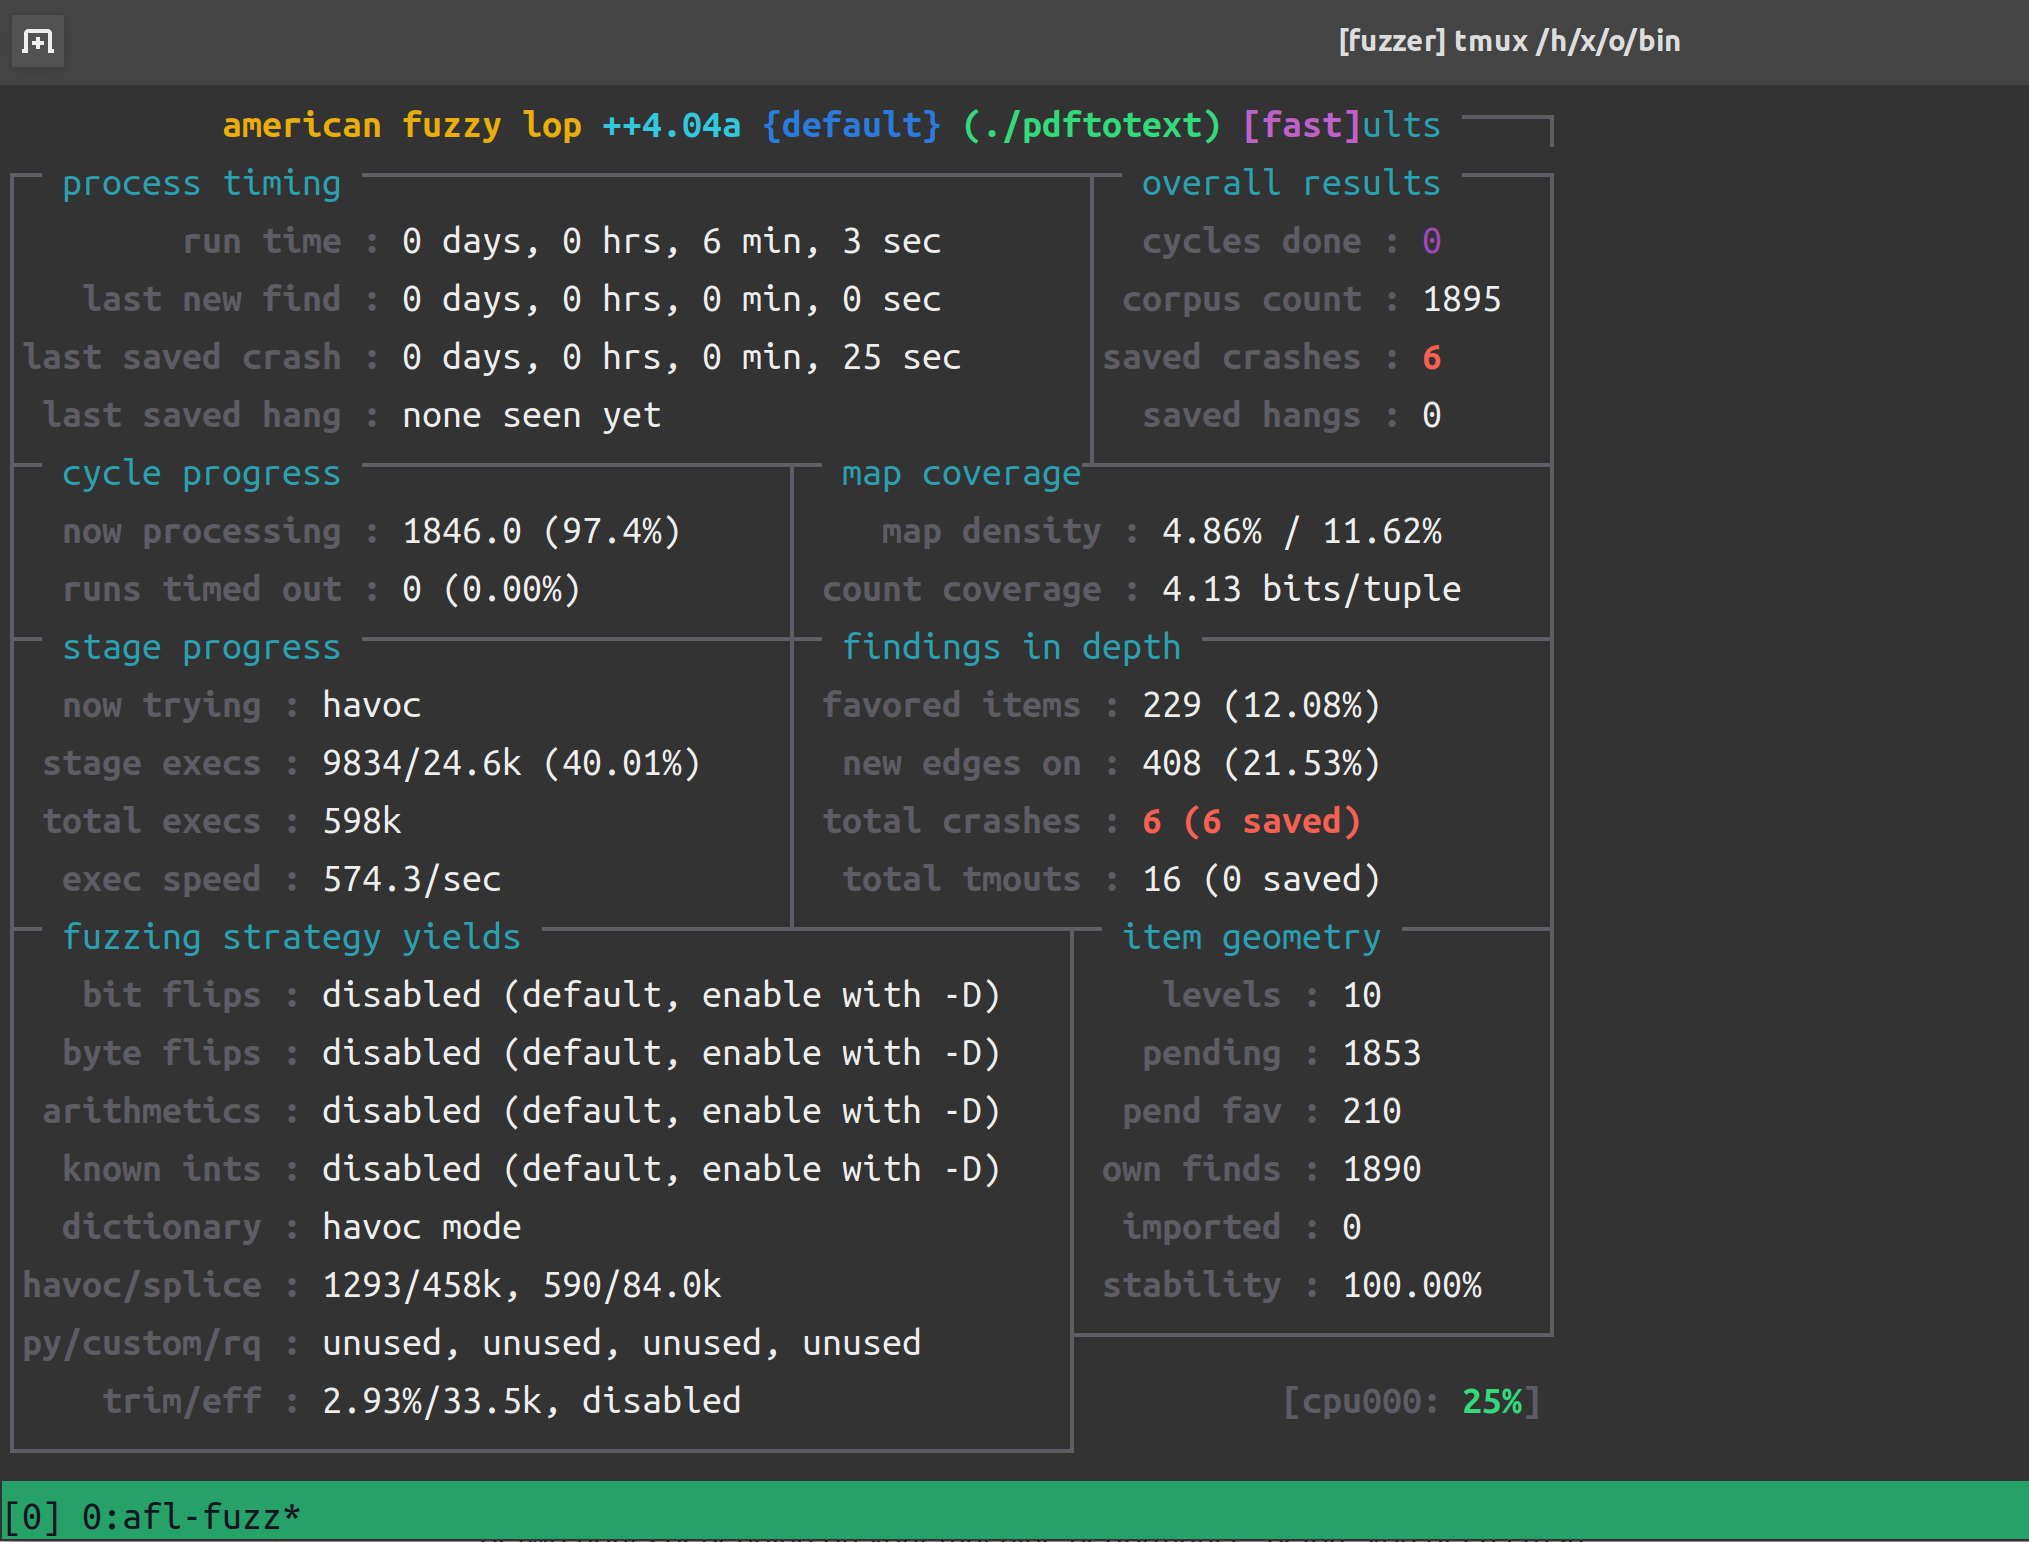 [fuzzer] tmux /h/x/o/bin
american fuzzy lop ++4.04a {default} (./pdftotext) [fast]ults
process timing overall results
run time : 0 days, 0 hrs, 6 min, 3 sec cycles done : 0
last new find : 0 days, 0 hrs, 0 min, 0 sec corpus count : 1895
last saved crash : 0 days, 0 hrs, 0 min, 25 sec saved crashes : 6
last saved hang : none seen yet saved hangs : 0
cycle progress map coverage
now processing : 1846.0 (97.4%) map density : 4.86% / 11.62%
runs timed out : 0 (0.00%) count coverage : 4.13 bits/tuple
stage progress findings in depth
now trying : havoc favored items : 229 (12.08%)
stage execs : 9834/24.6k (40.01%) new edges on : 408 (21.53%)
total execs : 598k total crashes : 6 (6 saved)
exec speed : 574.3/sec total tmouts : 16 (0 saved)
fuzzing strategy yields item geometry
bit flips : disabled (default, enable with -D) levels : 10
byte flips : disabled (default, enable with -D) pending : 1853
arithmetics : disabled (default, enable with -D) pend fav : 210
known ints : disabled (default, enable with -D) own finds : 1890
dictionary : havoc mode imported : 0
havoc/splice : 1293/458k, 590/84.0k stability : 100.00%
py/custom/rq : unused, unused, unused, unused
trim/eff : 2.93%/33.5k, disabled [cpu000: 25%]
[0] 0:afl-fuzz*